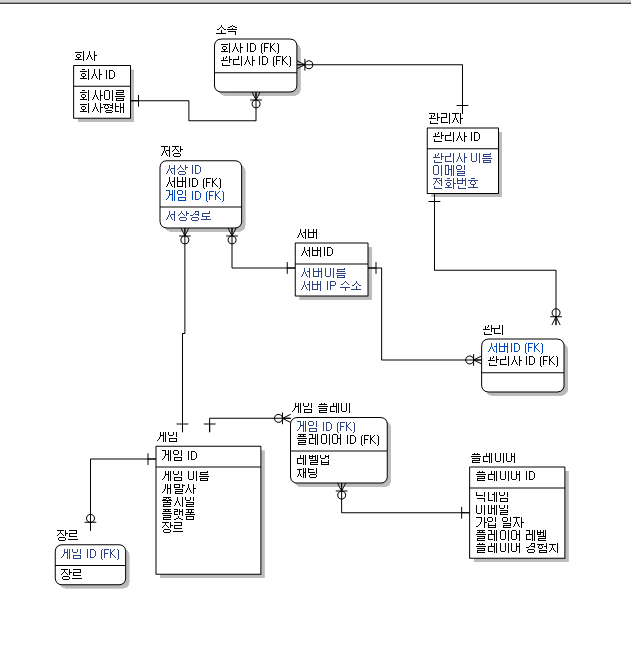 소속
회사 ID (FK)
관리사 ID (FK)
회사
회사 ID
회사이름
회사형태
관리자
관리사 ID
관리사 이름
이메일
전화번호
저장
저장 ID
서버ID (FK)
게임 ID (FK)
저장경로
서버
서버ID
서버이름
서버 IP 주소
관리
서버ID (FK)
관리사 ID (FK)
게임 플레이
게임 ID (FK)
플레이어 ID (FK)
레벨업
채팅
게임
게임 ID
게임 이름
개발사
출시일
플랫폼
장르
플레이어
플레이어 ID
닉네임
이메일
가입 일자
플레이어 레벨
플레이어 경험치
장르
게임 ID (FK)
장르